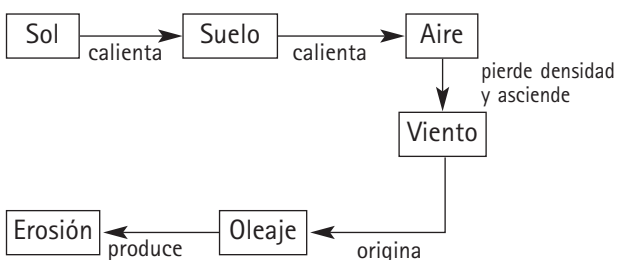 Sol
calienta
Suelo
calienta
Aire
pierde densidad
y asciende
Viento
origina
Oleaje
produce
Erosión